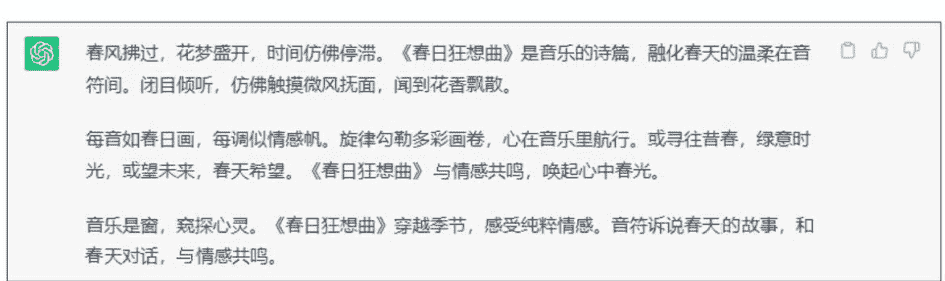 春风拂过，花梦盛开，时间仿佛停滞。《春日狂想曲》是音乐的诗篇，融化春天的温柔在音
符间。闭目倾听，仿佛触摸微风抚面，闻到花香飘散。
每音如春日画，每调似情感帆。旋律勾勒多彩画卷，心在音乐里航行。或寻往昔春，绿意时
光，或望未来，春天希望。《春日狂想曲》与情感共鸣，唤起心中春光。
音乐是窗，窥探心灵。《春日狂想曲》穿越季节，感受纯粹情感。音符诉说春天的故事，和
春天对话，与情感共鸣。